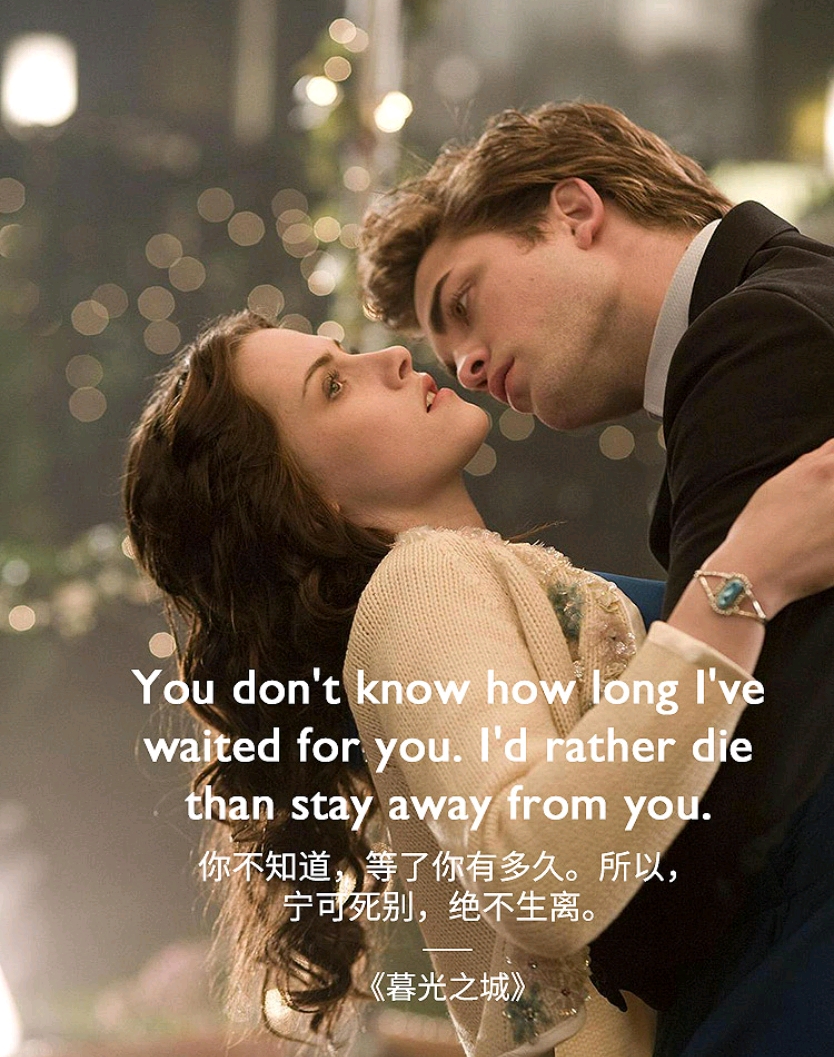 You don't know how long I've
waited for you. I'd rather die
than stay away from you.
你不知道，等了你有多久。所以，
宁可死别，绝不生离。
《暮光之城》